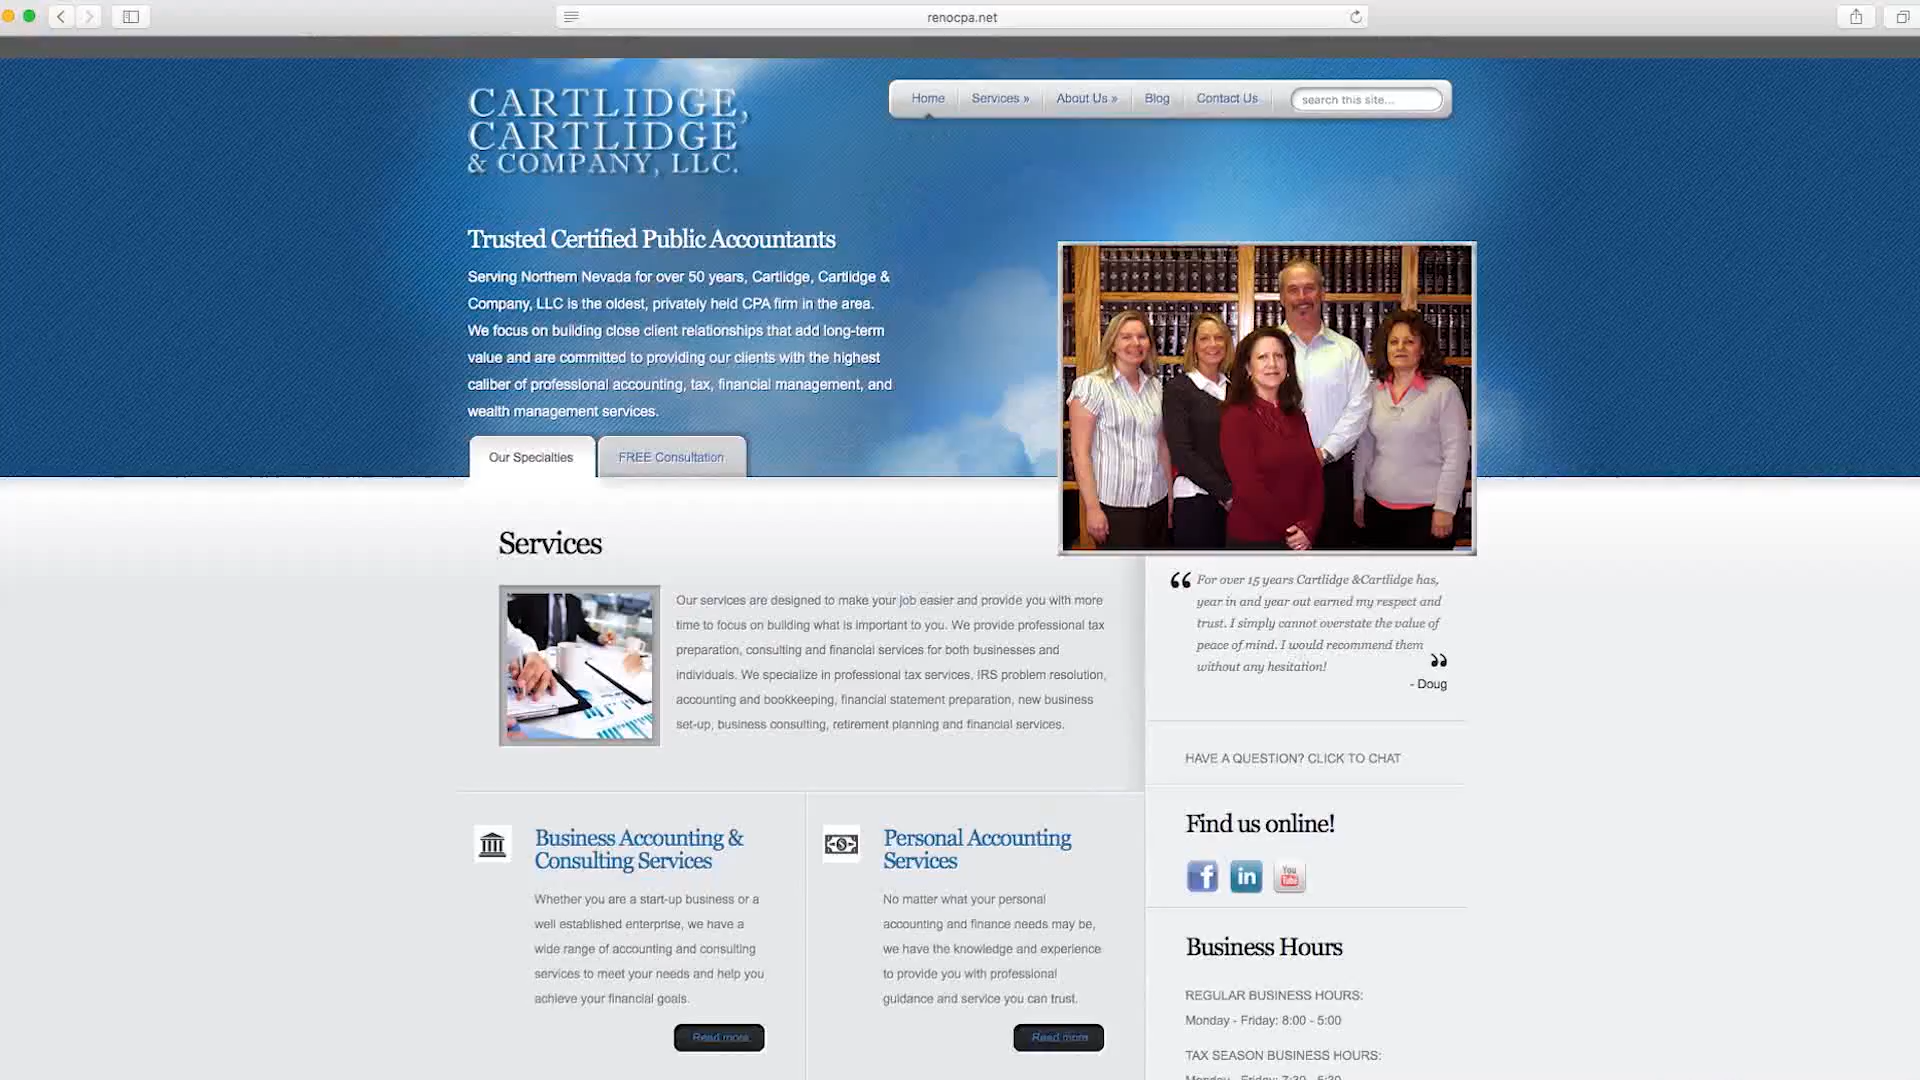 renocpa.net
CARTLIDGE,
CARTLIDGE
& COMPANY, LLC.
Home
Services »
About Us »
Blog
Contact Us
search this site...
Trusted Certified Public Accountants
Serving Northern Nevada for over 50 years, Cartlidge, Cartlidge &
Company, LLC is the oldest, privately held CPA firm in the area.
We focus on building close client relationships that add long-term
value and are committed to providing our clients with the highest
caliber of professional accounting, tax, financial management, and
wealth management services.
Our Specialties
FREE Consultation
Services
Our services are designed to make your job easier and provide you with more
time to focus on building what is important to you. We provide professional tax
preparation, consulting and financial services for both businesses and
individuals. We specialize in professional tax services, IRS problem resolution,
accounting and bookkeeping, financial statement preparation, new business
set-up, business consulting, retirement planning and financial services.
“ For over 15 years Cartlidge &Cartlidge has,
year in and year out earned my respect and
trust. I simply cannot overstate the value of
peace of mind. I would recommend them
without any hesitation! ”
- Doug
HAVE A QUESTION? CLICK TO CHAT
Business Accounting &
Consulting Services
Whether you are a start-up business or a
well established enterprise, we have a
wide range of accounting and consulting
services to meet your needs and help you
achieve your financial goals.
Read more
Personal Accounting
Services
No matter what your personal
accounting and finance needs may be,
we have the knowledge and experience
to provide you with professional
guidance and service you can trust.
Read more
Find us online!
f
in
You
Tube
Business Hours
REGULAR BUSINESS HOURS:
Monday - Friday: 8:00 - 5:00
TAX SEASON BUSINESS HOURS:
Monday - Friday: 7:30 - 5:30